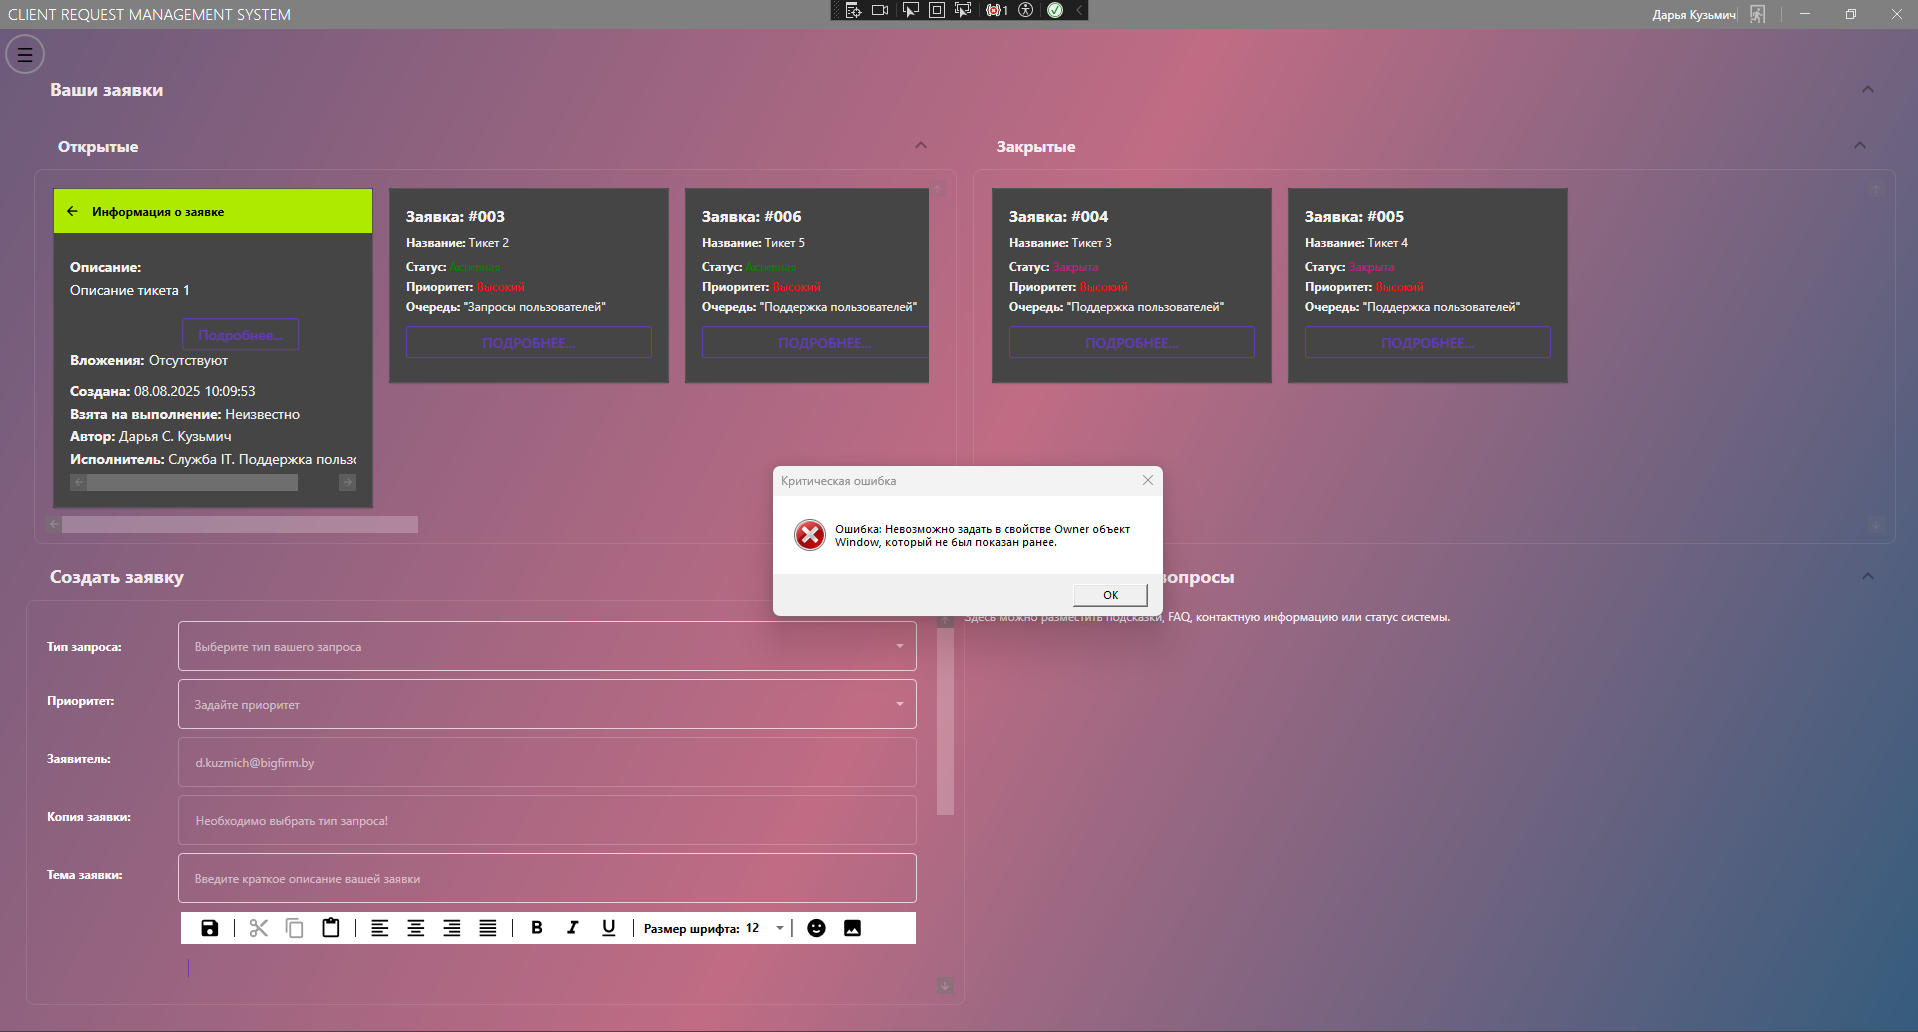 CLIENT REQUEST MANAGEMENT SYSTEM
1
Дарья Кузьмич
Ваши заявки
Открытые
Закрытые
Информация о заявке
Описание:
Описание тикета 1
Подробнее...
Вложения: Отсутствуют
Создана: 08.08.2025 10:09:53
Взята на выполнение: Неизвестно
Автор: Дарья С. Кузьмич
Исполнитель: Служба IT. Поддержка
Заявка: #003
Название: Тикет 2
Статус: Активная
Приоритет: Высокий
Очередь: "Запросы пользователей"
ПОДРОБНЕЕ...
Заявка: #006
Название: Тикет 5
Статус: Активная
Приоритет: Высокий
Очередь: "Поддержка пользователей"
ПОДРОБНЕЕ...
Заявка: #004
Название: Тикет 3
Статус: Закрыта
Приоритет: Высокий
Очередь: "Поддержка пользователей"
ПОДРОБНЕЕ...
Заявка: #005
Название: Тикет 4
Статус: Закрыта
Приоритет: Высокий
Очередь: "Поддержка пользователей"
ПОДРОБНЕЕ...
Критическая ошибка
Ошибка: Невозможно задать в свойстве Owner объект
Window, который не был показан ранее.
OK
Создать заявку
Тип запроса:
Выберите тип вашего запроса
Приоритет:
Задайте приоритет
Заявитель:
d.kuzmich@bigfirm.by
Копия заявки:
Необходимо выбрать тип запроса!
Тема заявки:
Введите краткое описание вашей заявки
B I U Размер шрифта: 12
вопросы
Здесь можно разместить подсказки, FAQ, контактную информацию или статус системы.